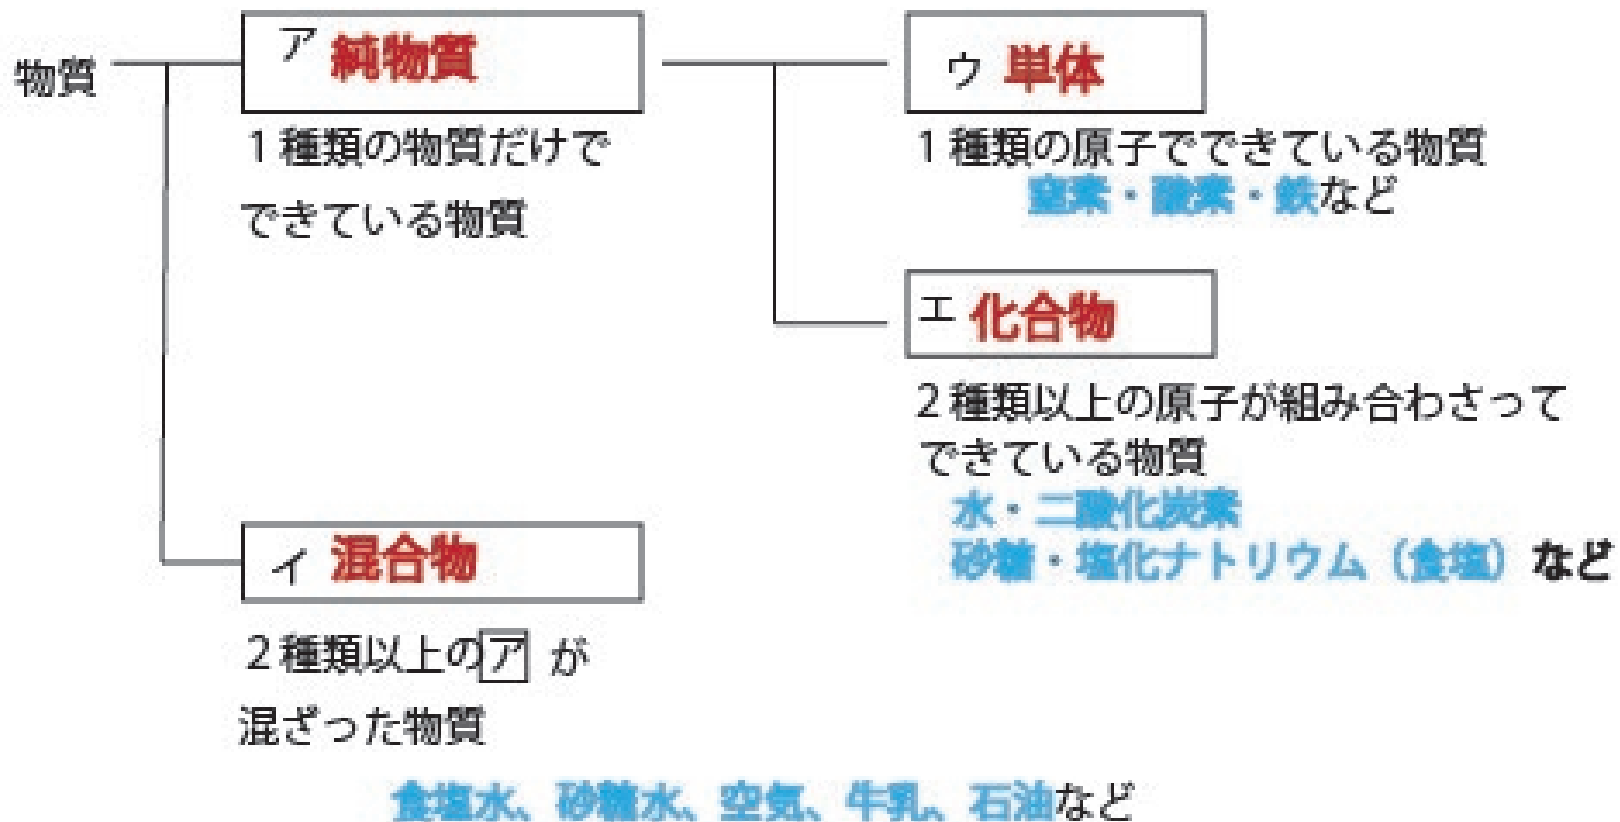 物質
ア 純物質
1種類の物質だけで
できている物質
ウ 単体
1種類の原子でできている物質
窒素・酸素・鉄など
エ 化合物
2種類以上の原子が組み合わさって
できている物質
水・二酸化炭素
砂糖・塩化ナトリウム（食塩）など
イ 混合物
2種類以上のア が
混ざった物質
食塩水、砂糖水、空気、牛乳、石油など